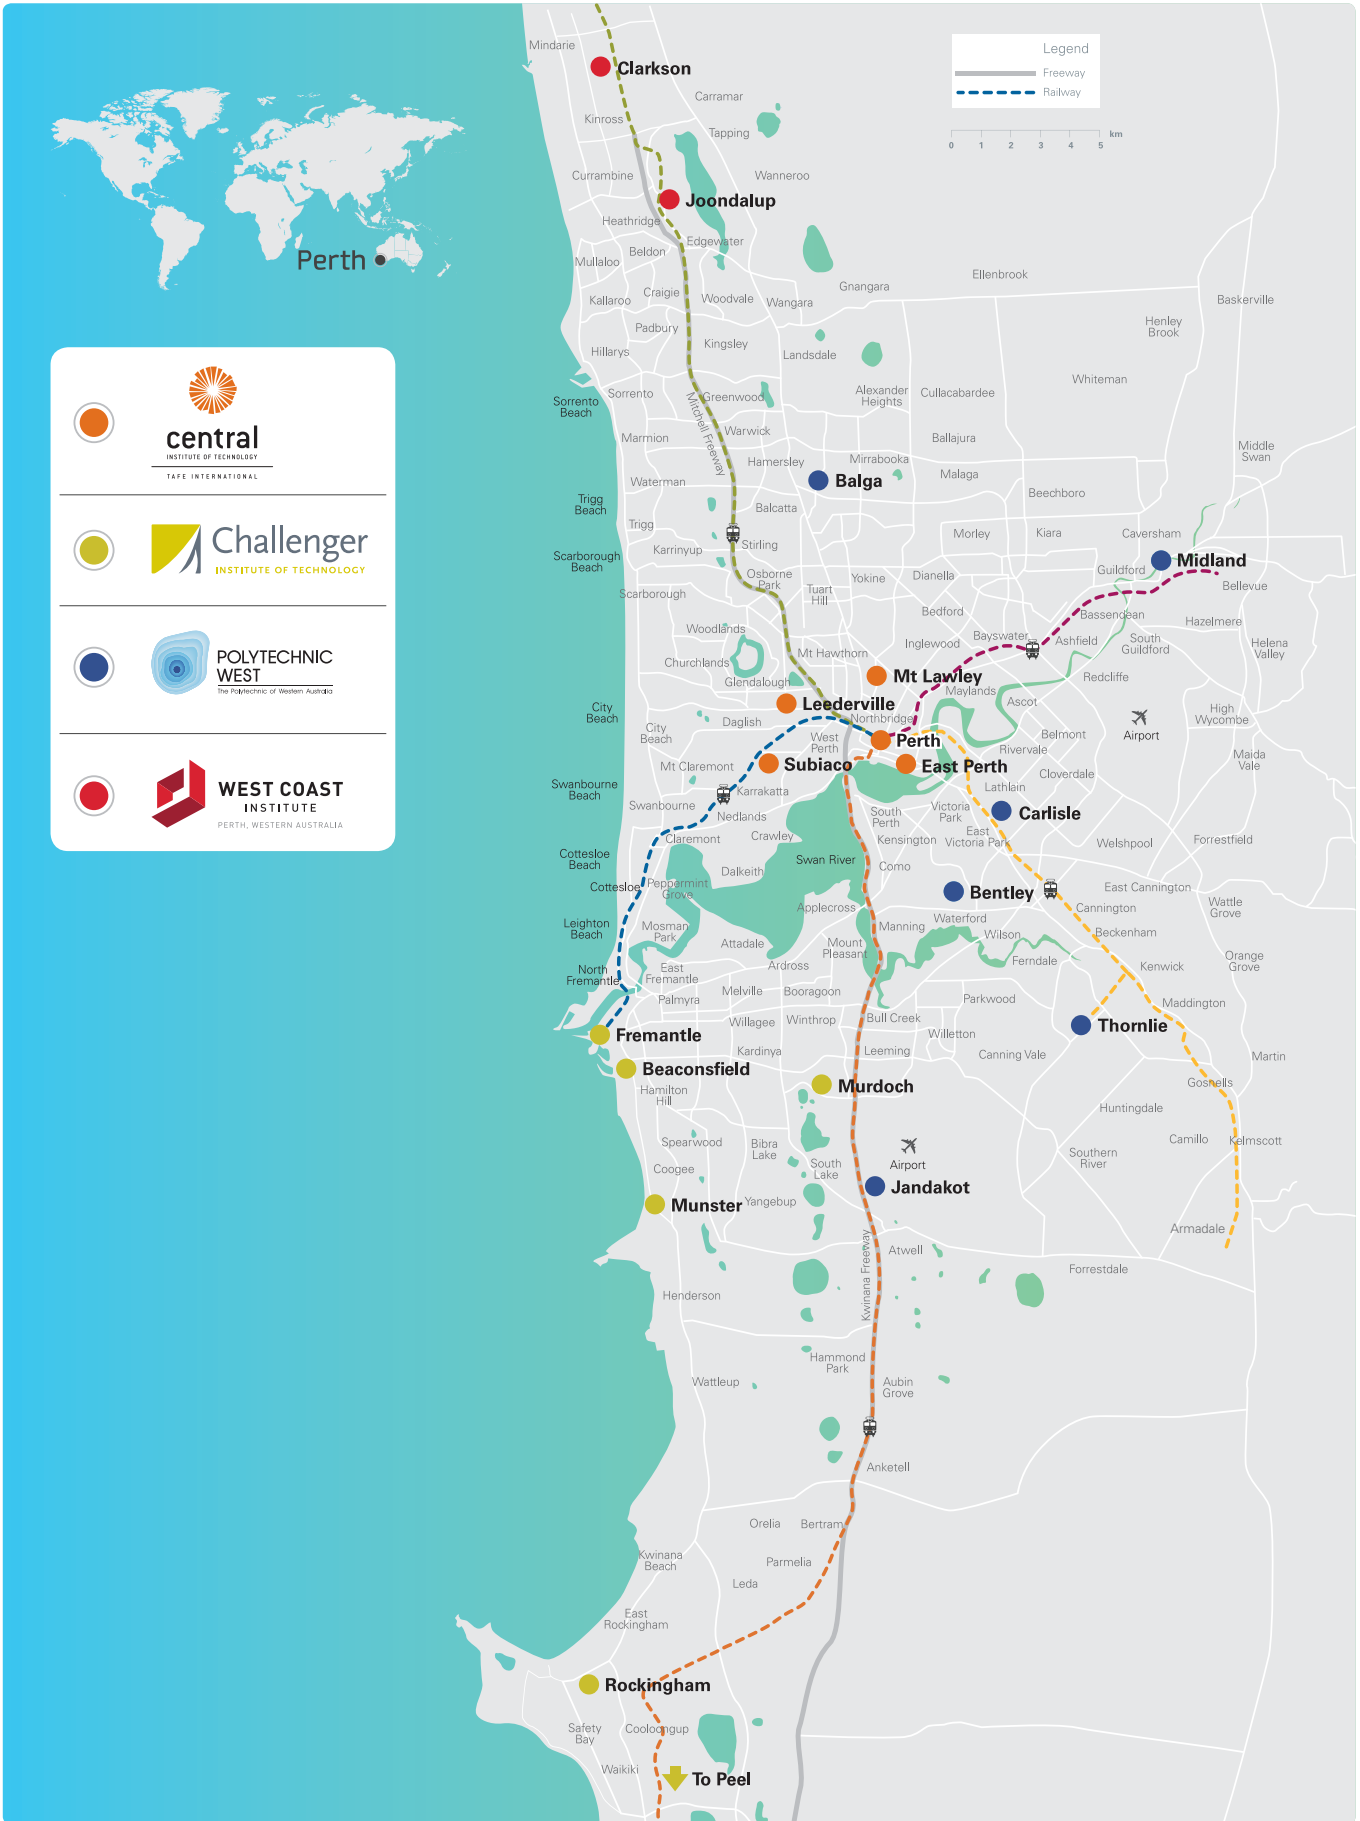 Perth
central
INSTITUTE OF TECHNOLOGY
TAFE INTERNATIONAL
Challenger
INSTITUTE OF TECHNOLOGY
POLYTECHNIC
WEST
The Polytechnic of Western Australia
WEST COAST
INSTITUTE
PERTH, WESTERN AUSTRALIA
Legend
Freeway
Railway
km
0 1 2 3 4 5
Mindarie
Clarkson
Carramar
Kinross
Tapping
Currambine
Wanneroo
Joondalup
Heathridge
Edgewater
Beldon
Mullaloo
Ellenbrook
Gnangara
Craigie
Kallaroo
Woodvale
Wangara
Baskerville
Henley
Brook
Padbury
Kingsley
Hillarys
Landsdale
Whiteman
Sorrento
Greenwood
Alexander
Heights
Cullacabardee
Sorrento
Beach
Mitchell Freeway
Warwick
Marmion
Ballajura
Middle
Swan
Hamersley
Mirrabooka
Waterman
Balga
Malaga
Beechboro
Trigg
Beach
Balcatta
Trigg
Morley
Kiara
Caversham
Karrinyup
Stirling
Scarborough
Beach
Midland
Guildford
Osborne
Park
Yokine
Dianella
Bellevue
Scarborough
Tuart
Hill
Bedford
Bassendean
Hazelmere
Woodlands
Inglewood
Bayswater
Ashfield
South
Guildford
Helena
Valley
Mt Hawthorn
Churchlands
Glendalough
Mt Lawley
Maylands
Redcliffe
Leederville
Ascot
City
Beach
Daglish
Northbridge
High
Wycombe
City
Beach
West
Perth
Perth
Belmont
Airport
Rivervale
Maida
Vale
Mt Claremont
Subiaco
East Perth
Cloverdale
Lathlain
Swanbourne
Beach
Karrakatta
Swanbourne
Nedlands
South
Perth
Victoria
Park
Carlisle
Claremont
Crawley
Kensington
East
Victoria Park
Welshpool
Forrestfield
Cottesloe
Beach
Swan River
Como
Dalkeith
Cottesloe
Peppermint
Grove
Bentley
East Cannington
Wattle
Grove
Applecross
Cannington
Leighton
Beach
Mosman
Park
Manning
Waterford
Wilson
Beckenham
Attadale
Mount
Pleasant
Ferndale
Orange
Grove
North
Fremantle
East
Fremantle
Ardross
Kenwick
Melville
Booragoon
Palmyra
Parkwood
Maddington
Willagee
Winthrop
Bull Creek
Thornlie
Fremantle
Willetton
Kardinya
Leeming
Canning Vale
Martin
Beaconsfield
Murdoch
Gosnells
Hamilton
Hill
Huntingdale
Spearwood
Bibra
Lake
Camillo
Kelmscott
Southern
River
Coogee
South
Lake
Airport
Jandakot
Munster
Yangebup
Armadale
Kwinana Freeway
Atwell
Forrestdale
Henderson
Hammond
Park
Wattleup
Aubin
Grove
Anketell
Orelia
Bertram
Kwinana
Beach
Parmelia
Leda
East
Rockingham
Rockingham
Safety
Bay
Cooloongup
Waikiki
To Peel